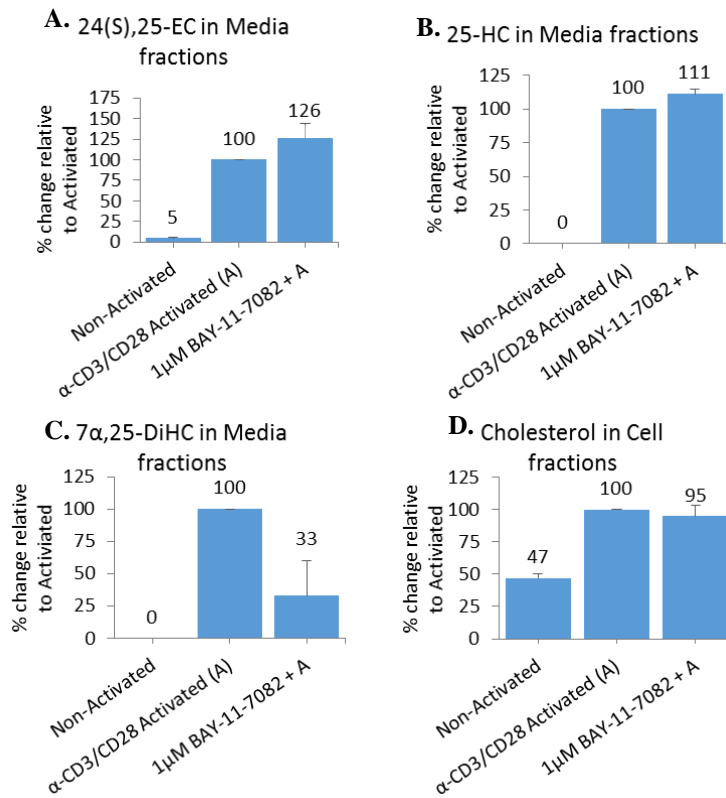 A. 24(S),25-EC in Media
fractions
% change relative
to Activiated
175
150
125
100
75
50
25
0
5
100
126
Non-Activated
α-CD3/CD28 Activated (A)
1µM BAY-11-7082 + A
B. 25-HC in Media fractions
% change relative
to Activiated
125
100
75
50
25
0
0
100
111
Non-Activated
α-CD3/CD28 Activated (A)
1µM BAY-11-7082 + A
C. 7α,25-DiHC in Media
fractions
% change relative
to Activiated
100
75
50
25
0
0
100
33
Non-Activated
α-CD3/CD28 Activated (A)
1µM BAY-11-7082 + A
D. Cholesterol in Cell
fractions
% change relative
to Activiated
125
100
75
50
25
0
47
100
95
Non-Activated
α-CD3/CD28 Activated (A)
1µM BAY-11-7082 + A